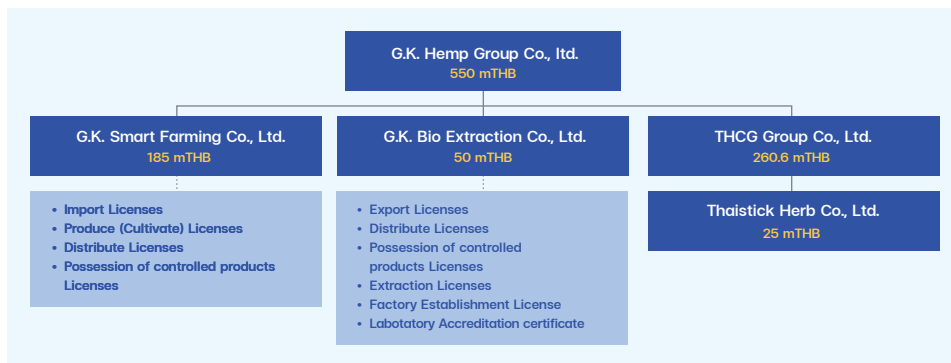 G.K. Hemp Group Co., ltd.
550 mTHB
G.K. Smart Farming Co., Ltd.
185 mTHB
• Import Licenses
• Produce (Cultivate) Licenses
• Distribute Licenses
• Possession of controlled products
Licenses
G.K. Bio Extraction Co., Ltd.
50 mTHB
• Export Licenses
• Distribute Licenses
• Possession of controlled
products Licenses
• Extraction Licenses
• Factory Establishment License
• Labotatory Accreditation certificate
THCG Group Co., Ltd.
260.6 mTHB
Thaistick Herb Co., Ltd.
25 mTHB